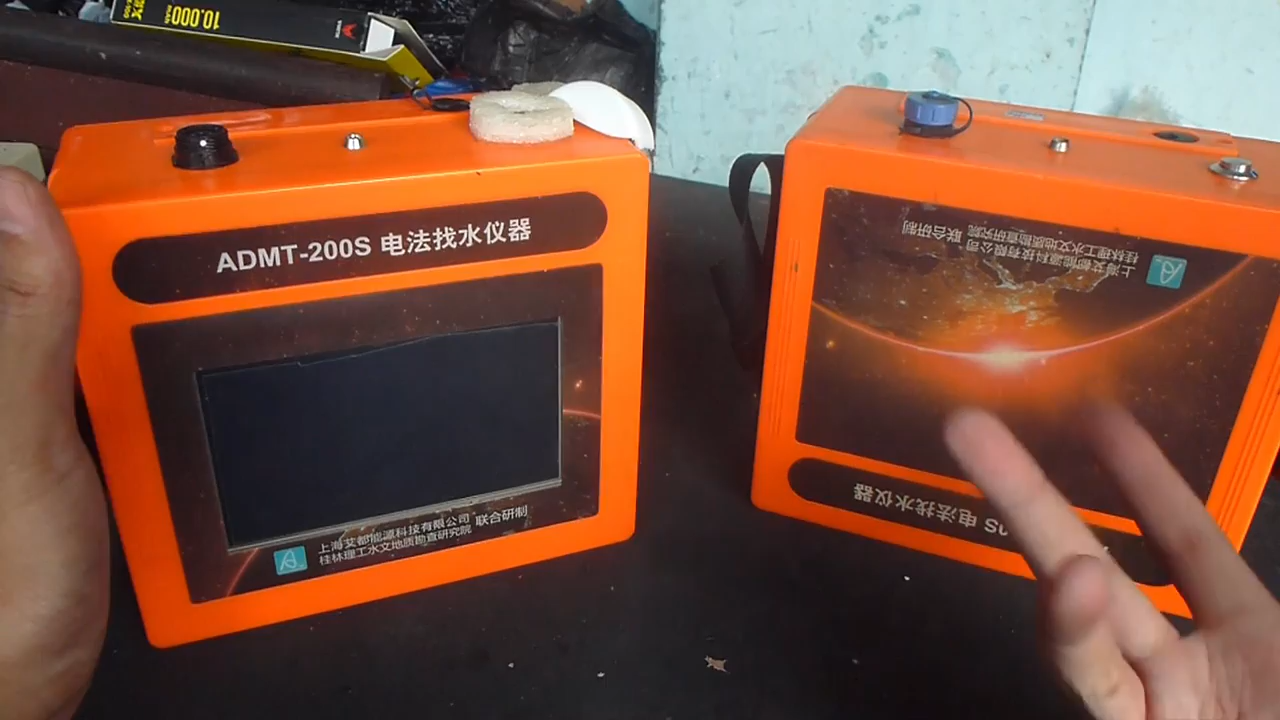 10.000
ADMT-200S 电法找水仪器
上海艾都能源科技有限公司
桂林理工水文地质勘查研究院
联合研制
上海艾都能源科技有限公司
桂林理工水文地质勘查研究院
联合研制
0S 电法找水仪器